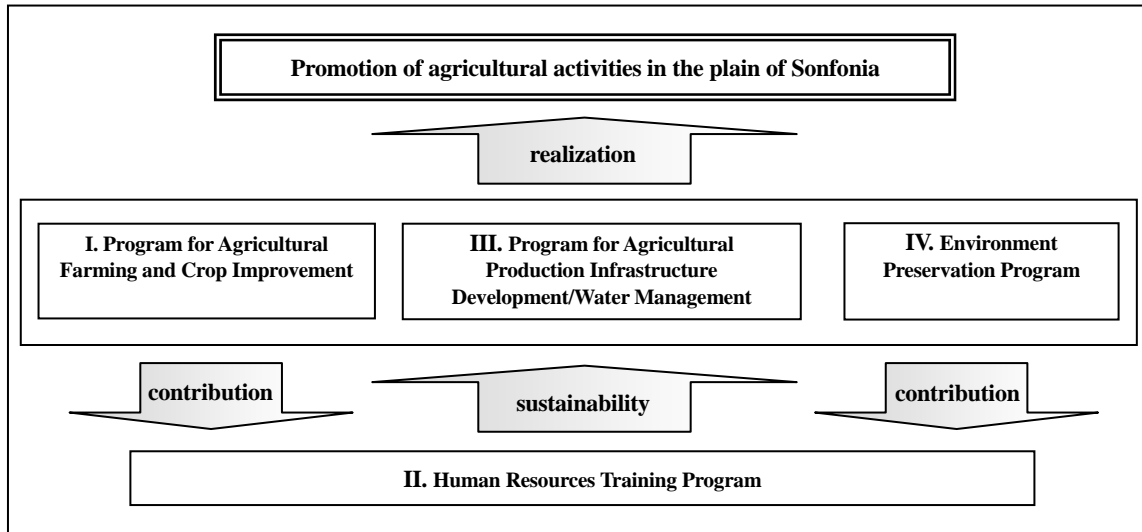 Promotion of agricultural activities in the plain of Sonfonia
realization
I. Program for Agricultural
Farming and Crop Improvement
III. Program for Agricultural
Production Infrastructure
Development/Water Management
IV. Environment
Preservation Program
contribution
sustainability
contribution
II. Human Resources Training Program